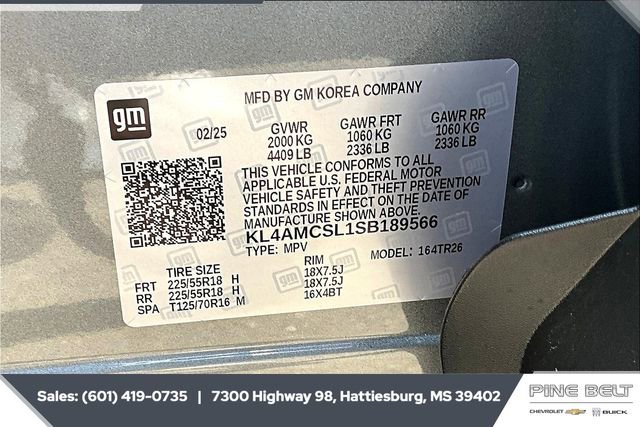 MFD BY GM KOREA COMPANY
gm
02/25
GVWR GAWR FRT GAWR RR
2000 KG 1060 KG 1060 KG
4409 LB 2336 LB 2336 LB
THIS VEHICLE CONFORMS TO ALL
APPLICABLE U.S. FEDERAL MOTOR
VEHICLE SAFETY AND THEFT PREVENTION
STANDARDS IN EFFECT ON THE DATE OF
MANUFACTURE SHOWN ABOVE.
KL4AMCSL1SB189566
TYPE: MPV MODEL: 164TR26
TIRE SIZE RIM
FRT 225/55R18 H 18X7.5J
RR 225/55R18 H 18X7.5J
SPA T125/70R16 M 16X4BT
Sales: (601) 419-0735 | 7300 Highway 98, Hattiesburg, MS 39402
PINE BELT
CHEVROLET BUICK